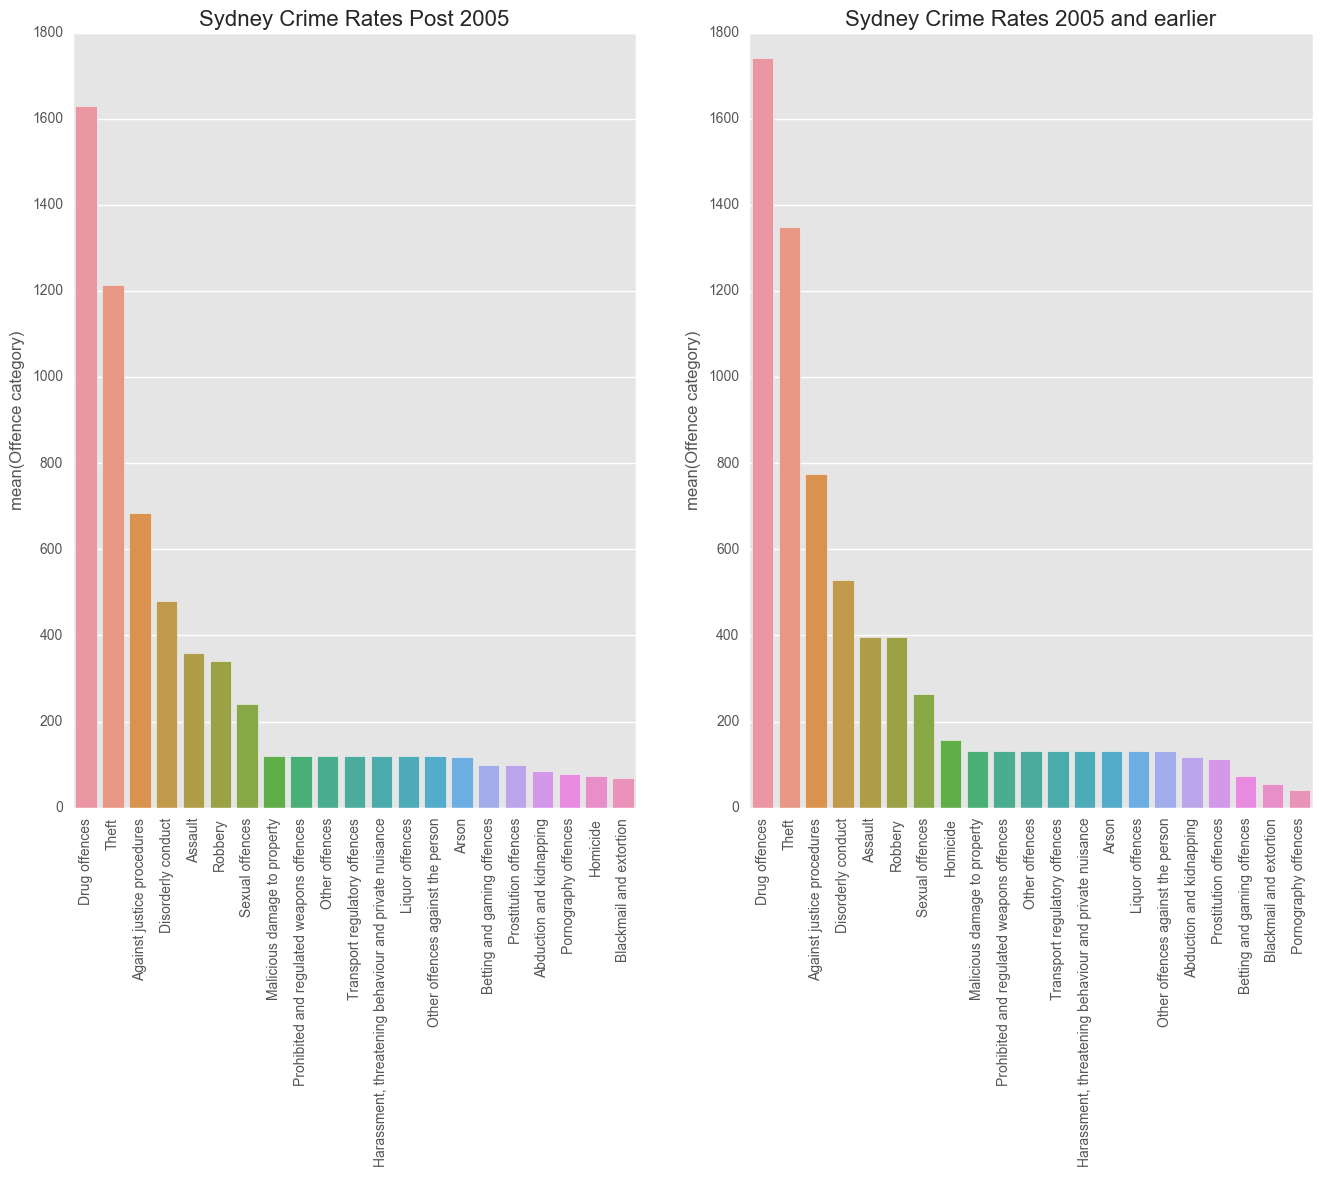 Sydney Crime Rates Post 2005
mean(Offence category)
1800
1600
1400
1200
1000
800
600
400
200
0
Drug offences
Theft
Against justice procedures
Disorderly conduct
Assault
Robbery
Sexual offences
Malicious damage to property
Prohibited and regulated weapons offences
Other offences
Transport regulatory offences
Harassment, threatening behaviour and private nuisance
Liquor offences
Other offences against the person
Arson
Betting and gaming offences
Prostitution offences
Abduction and kidnapping
Pornography offences
Homicide
Blackmail and extortion
Sydney Crime Rates 2005 and earlier
mean(Offence category)
1800
1600
1400
1200
1000
800
600
400
200
0
Drug offences
Theft
Against justice procedures
Disorderly conduct
Assault
Robbery
Sexual offences
Homicide
Malicious damage to property
Prohibited and regulated weapons offences
Other offences
Transport regulatory offences
Harassment, threatening behaviour and private nuisance
Arson
Liquor offences
Other offences against the person
Abduction and kidnapping
Prostitution offences
Betting and gaming offences
Blackmail and extortion
Pornography offences